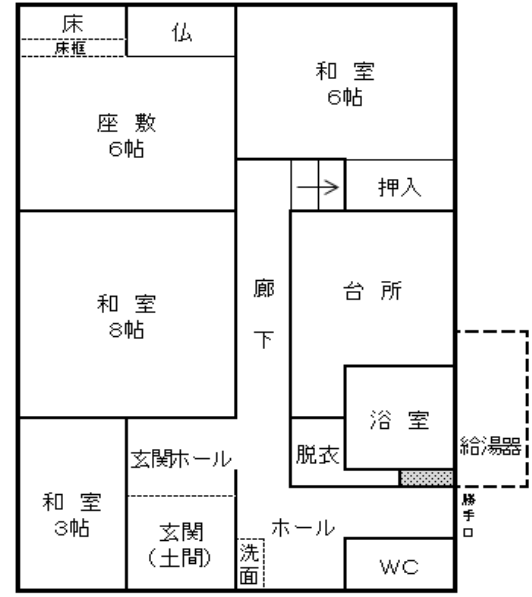 床
床框
仏
和室
6帖
座敷
6帖
押入
和室
8帖
廊下
台所
浴室
給湯器
脱衣
玄関ホール
勝手口
和室
3帖
玄関
(土間)
ホール
洗面
WC